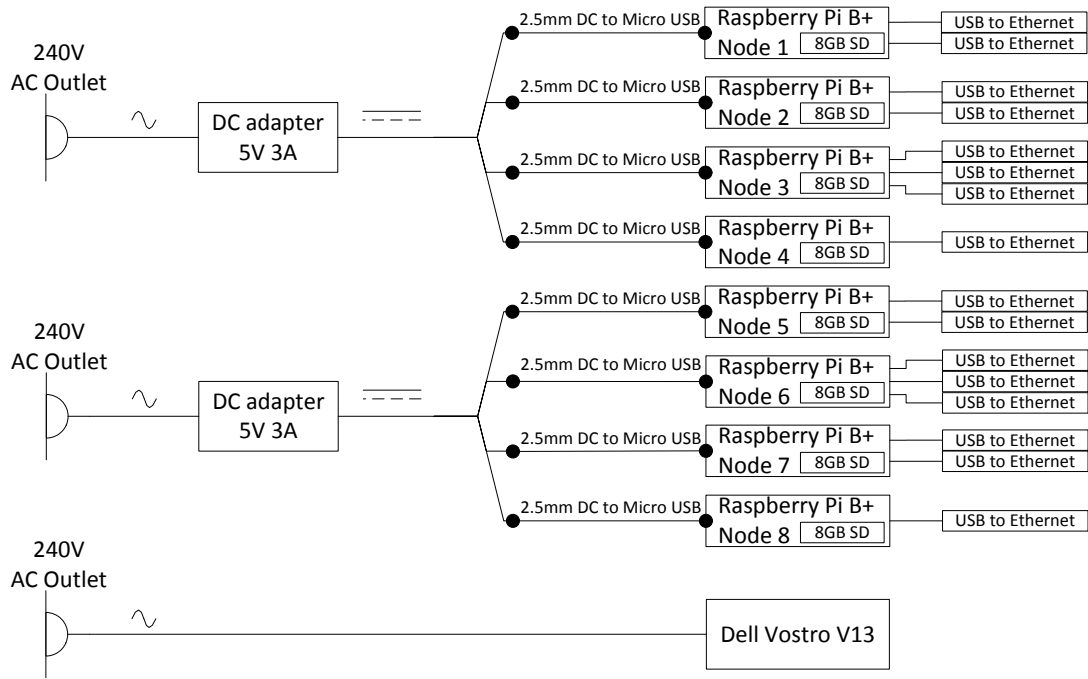 240V
AC Outlet
DC adapter
5V 3A
2.5mm DC to Micro USB
Raspberry Pi B+
Node 1
8GB SD
USB to Ethernet
USB to Ethernet
2.5mm DC to Micro USB
Raspberry Pi B+
Node 2
8GB SD
USB to Ethernet
USB to Ethernet
2.5mm DC to Micro USB
Raspberry Pi B+
Node 3
8GB SD
USB to Ethernet
USB to Ethernet
USB to Ethernet
2.5mm DC to Micro USB
Raspberry Pi B+
Node 4
8GB SD
USB to Ethernet
240V
AC Outlet
DC adapter
5V 3A
2.5mm DC to Micro USB
Raspberry Pi B+
Node 5
8GB SD
USB to Ethernet
USB to Ethernet
2.5mm DC to Micro USB
Raspberry Pi B+
Node 6
8GB SD
USB to Ethernet
USB to Ethernet
USB to Ethernet
2.5mm DC to Micro USB
Raspberry Pi B+
Node 7
8GB SD
USB to Ethernet
USB to Ethernet
2.5mm DC to Micro USB
Raspberry Pi B+
Node 8
8GB SD
USB to Ethernet
240V
AC Outlet
Dell Vostro V13